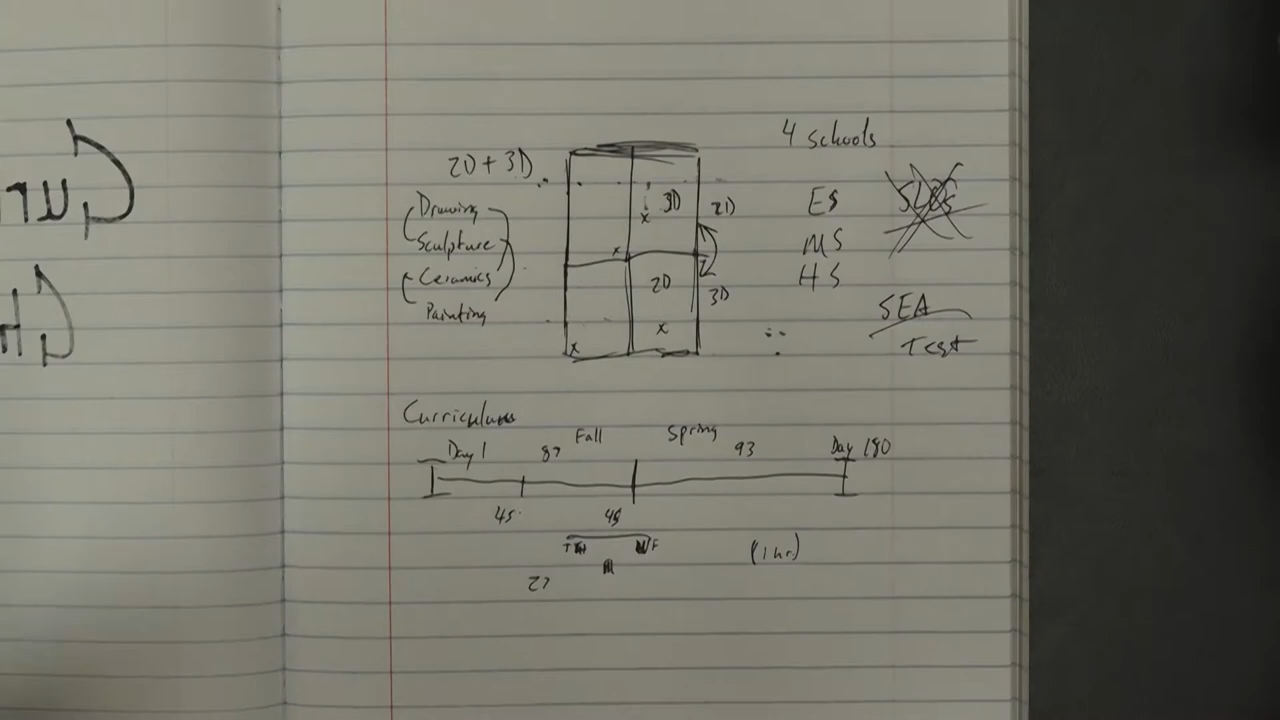 4 Schools
2D + 3D
Drawing
Sculpture
Ceramics
Painting
x
3D
x
2D
x
x
2D
3D
ES
MS
HS
SLOS
SEA
Test
Curriculum
Day 1
87
Fall
Spring
93
Day 180
45
(1 hr)
27